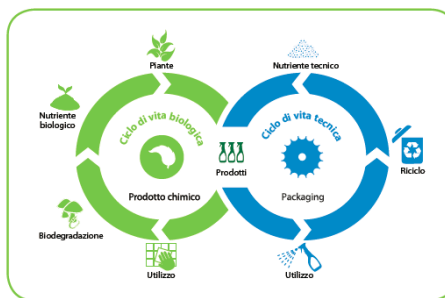 Piante
Nutriente tecnico
Ciclo di vita biologica
Ciclo di vita tecnica
Nutriente
biologico
Prodotti
Riciclo
Prodotto chimico
Packaging
Biodegradazione
Utilizzo
Utilizzo